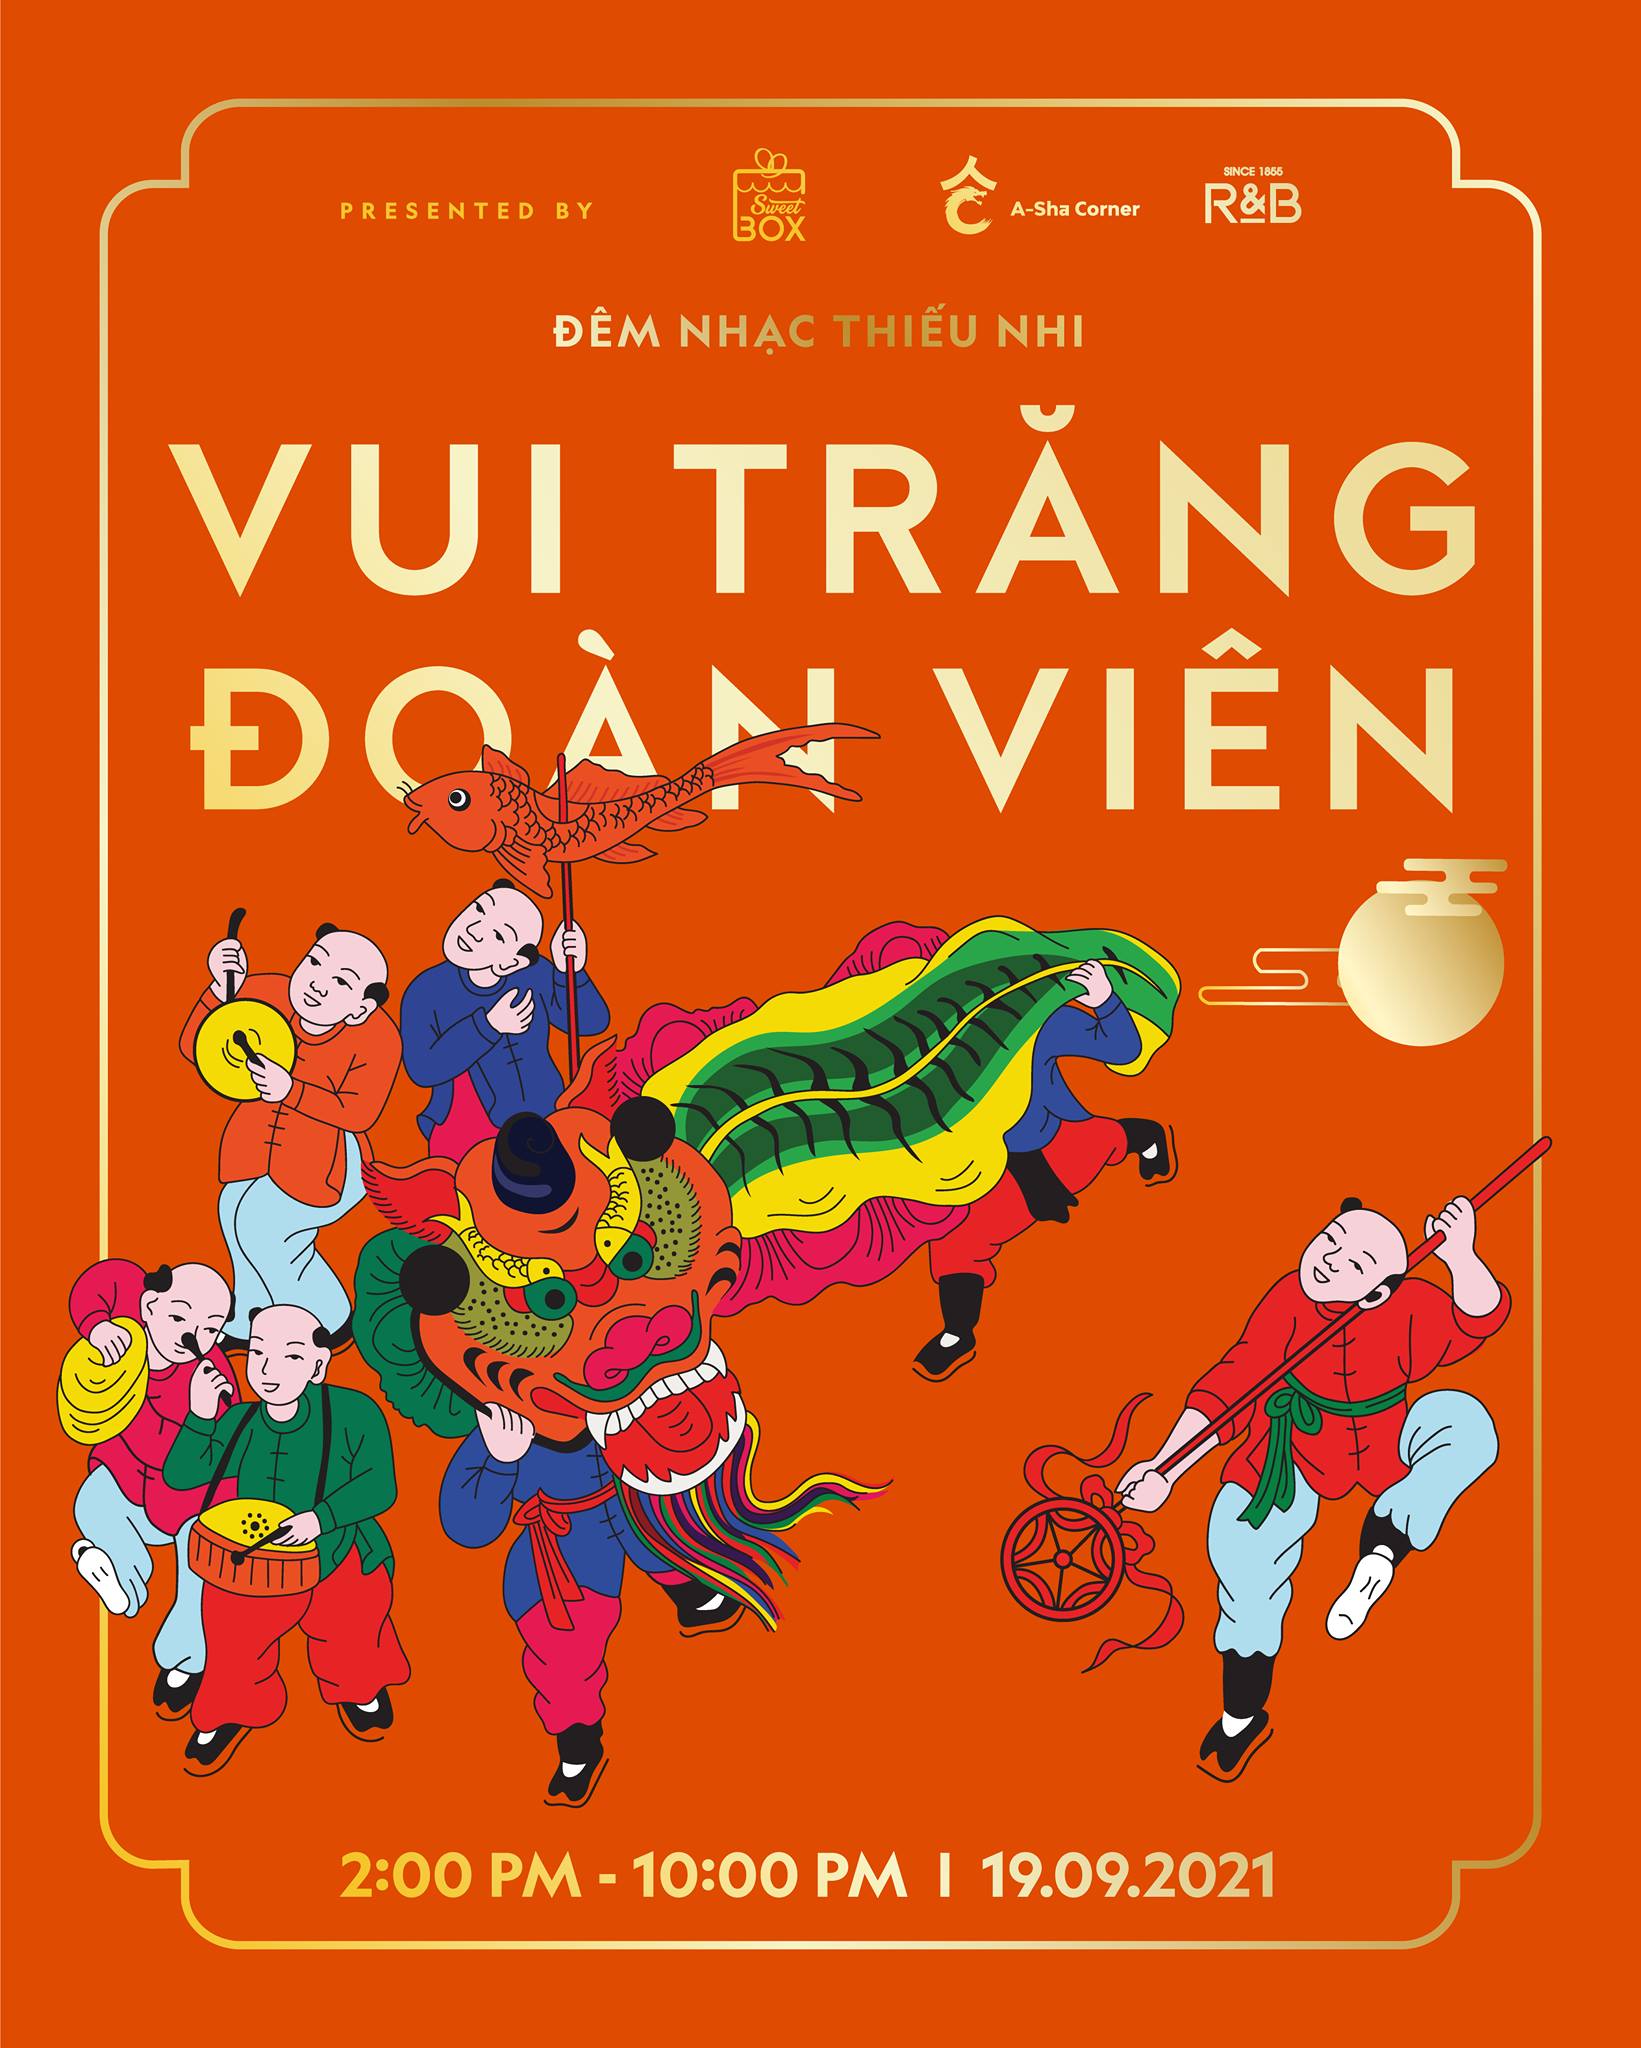 PRESENTED BY
Sweet
BOX
A-Sha Corner
SINCE 1855
R&B
ĐÊM NHẠC THIẾU NHI
VUI TRĂNG
ĐOÀN VIÊN
2:00 PM - 10:00 PM | 19.09.2021